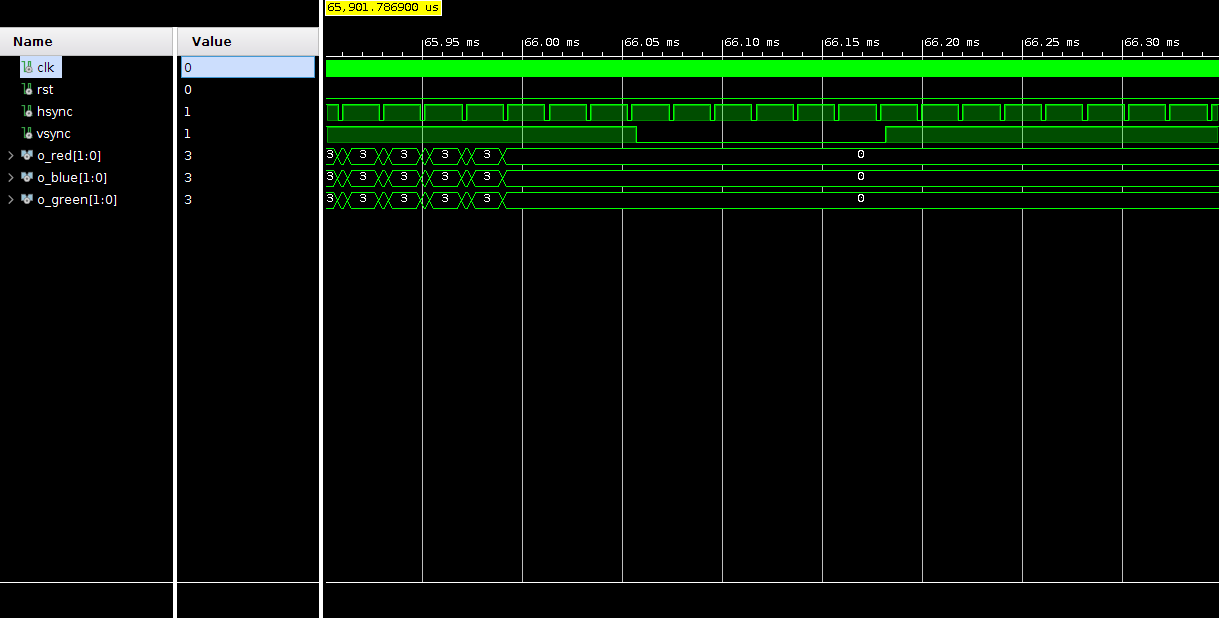 65,901.786900 us
Name Value
65.95 ms 66.00 ms 66.05 ms 66.10 ms 66.15 ms 66.20 ms 66.25 ms 66.30 ms
clk 0
rst 0
hsync 1
vsync 1
o_red[1:0] 3 3 3 3 3 3 0
o_blue[1:0] 3 3 3 3 3 3 0
o_green[1:0] 3 3 3 3 3 3 0